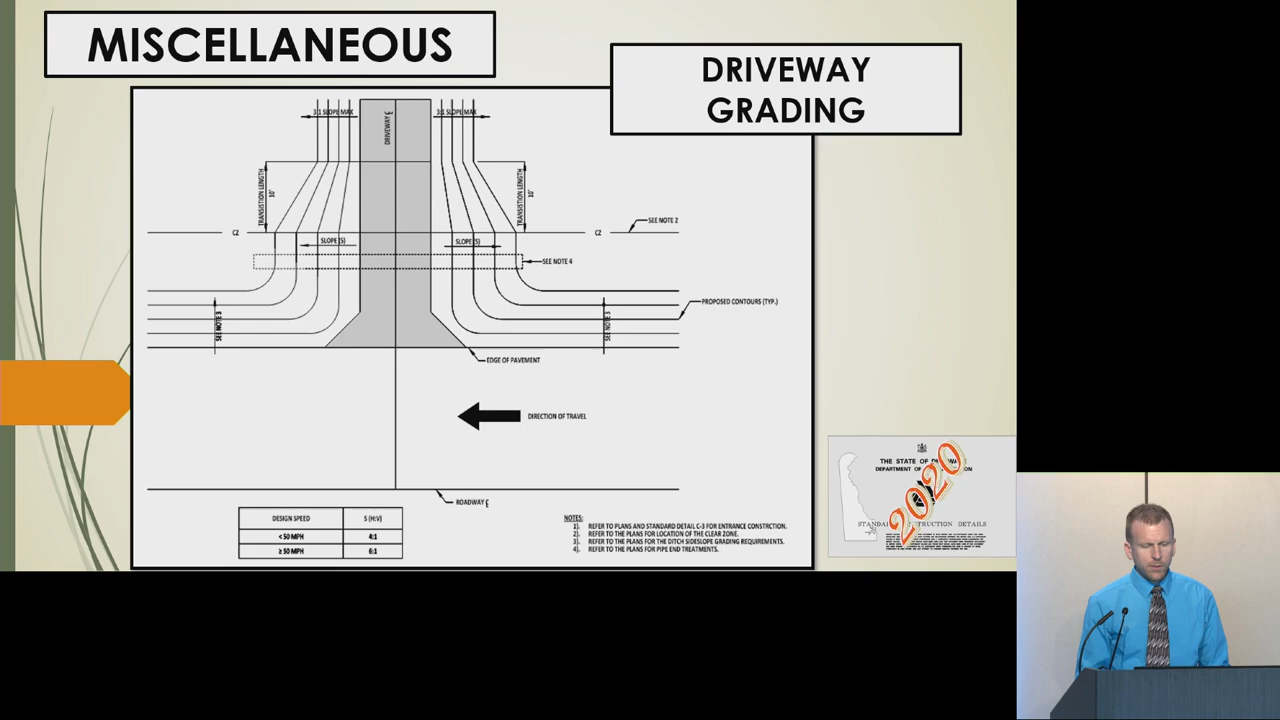 MISCELLANEOUS
DRIVEWAY
GRADING
3:1 SLOPE MAX
3:1 SLOPE MAX
DRIVEWAY ℄
TRANSISTION LENGTH
10'
TRANSISTION LENGTH
10'
SEE NOTE 2
CZ
CZ
SLOPE (S)
SLOPE (S)
SEE NOTE 4
PROPOSED CONTOURS (TYP.)
SEE NOTE 3
SEE NOTE 3
EDGE OF PAVEMENT
DIRECTION OF TRAVEL
ROADWAY ℄
DESIGN SPEED S (H:V)
< 50 MPH 4:1
≥ 50 MPH 6:1
NOTES:
1). REFER TO PLANS AND STANDARD DETAIL C-3 FOR ENTRANCE CONSTRCTION.
2). REFER TO THE PLANS FOR LOCATION OF THE CLEAR ZONE.
3). REFER TO THE PLANS FOR THE DITCH SIDESLOPE GRADING REQUIREMENTS.
4). REFER TO THE PLANS FOR PIPE END TREATMENTS.
THE STATE OF
DEPARTMENT OF
2020
DETAILS